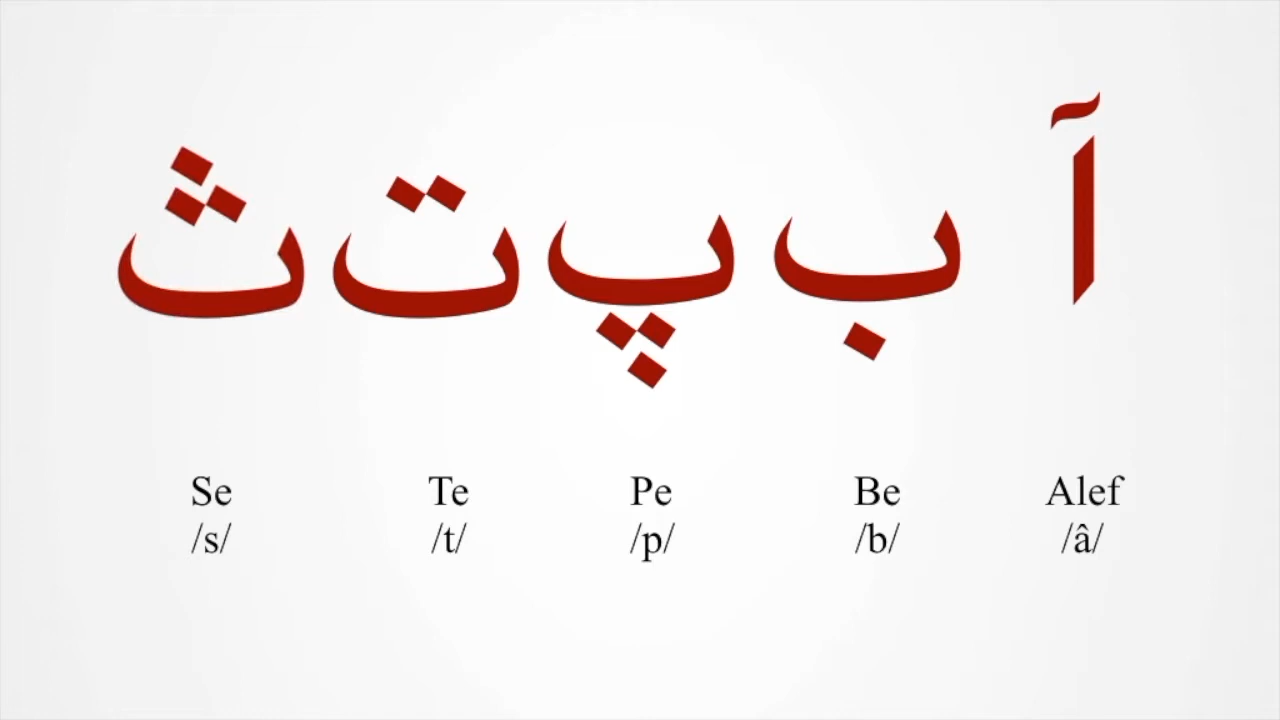 آ ب پ ت ث
Se Te Pe Be Alef
/s/ /t/ /p/ /b/ /â/